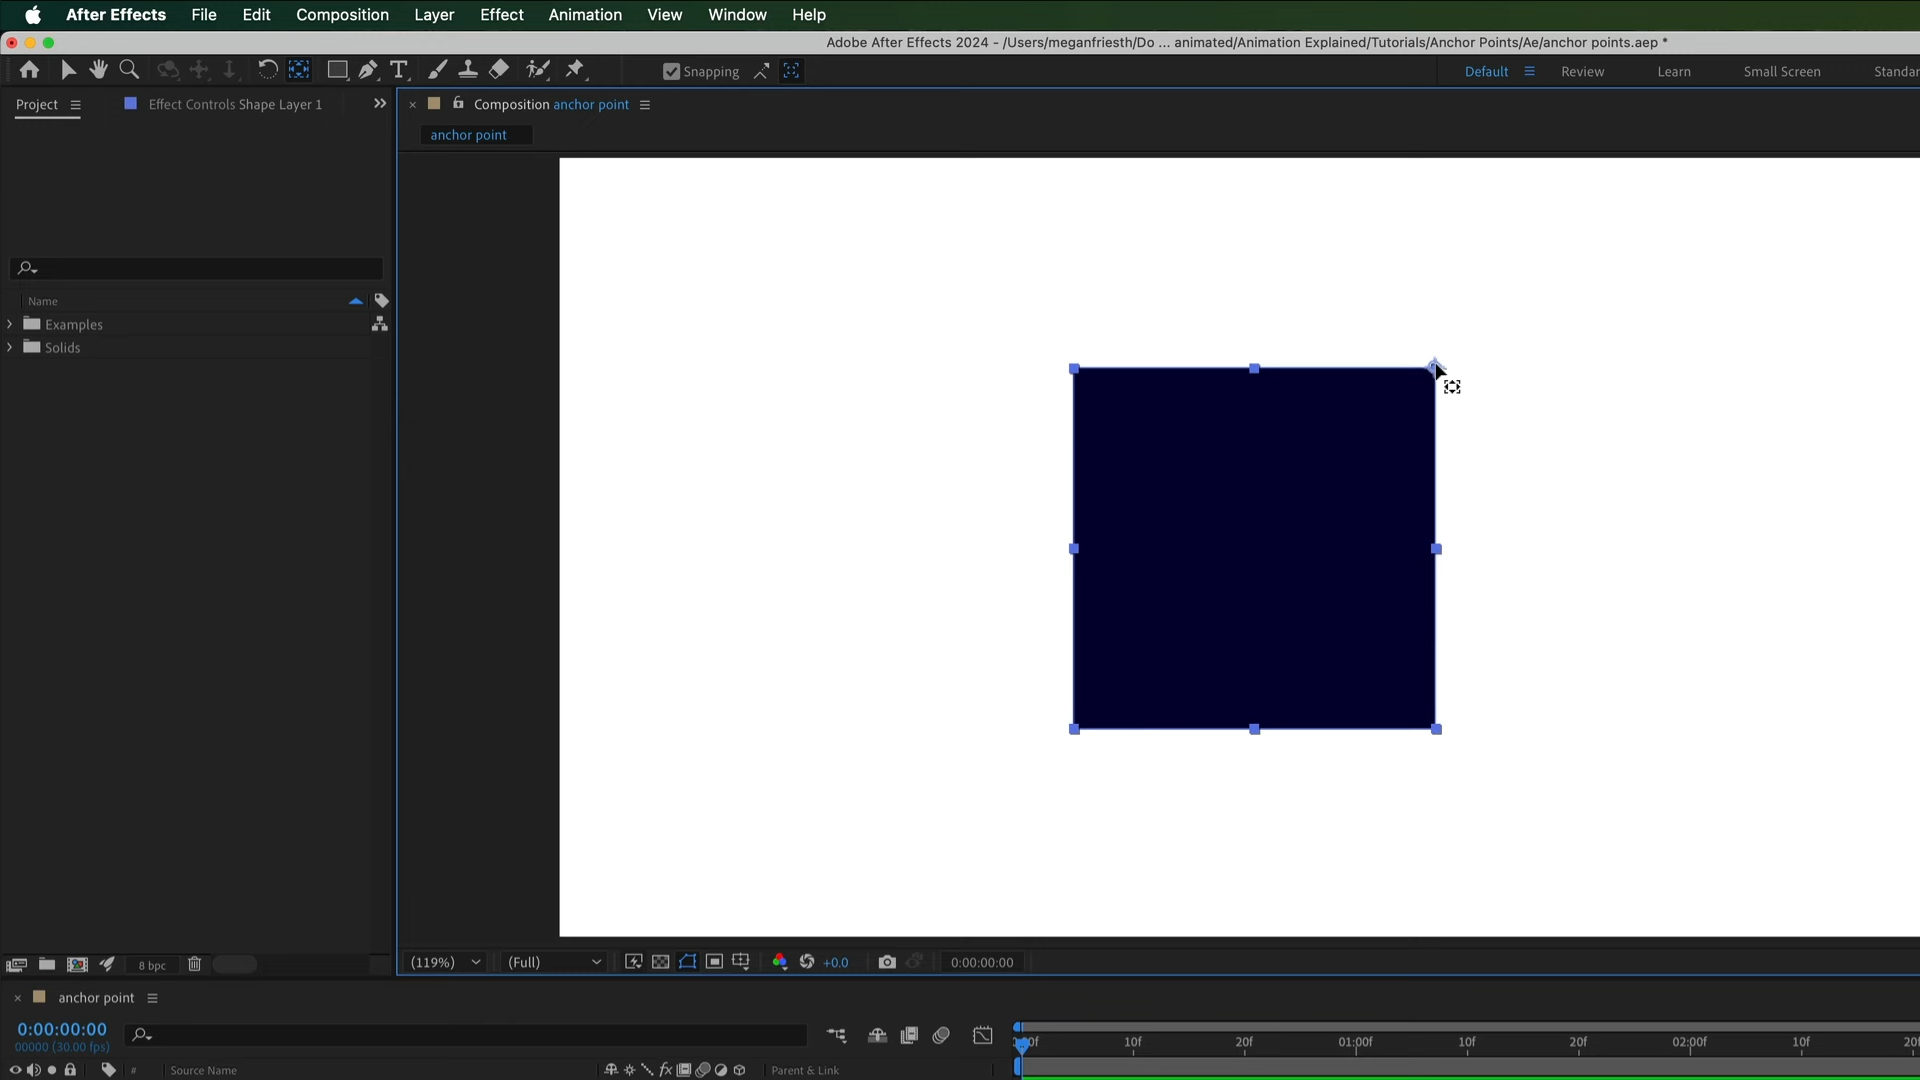 After Effects File Edit Composition Layer Effect Animation View Window Help
Adobe After Effects 2024 - /Users/meganfriesth/Do ... animated/Animation Explained/Tutorials/Anchor Points/Ae/anchor points.aep *
Snapping Default Review Learn Small Screen Standar
Project Effect Controls Shape Layer 1 Composition anchor point
anchor point
Name
Examples
Solids
8 bpc (119%) (Full) +0.0 0:00:00:00
anchor point
0:00:00:00
00000 (30.00 fps)
10f 20f 01:00f 10f 20f 02:00f 10f 20
# Source Name fx Parent & Link